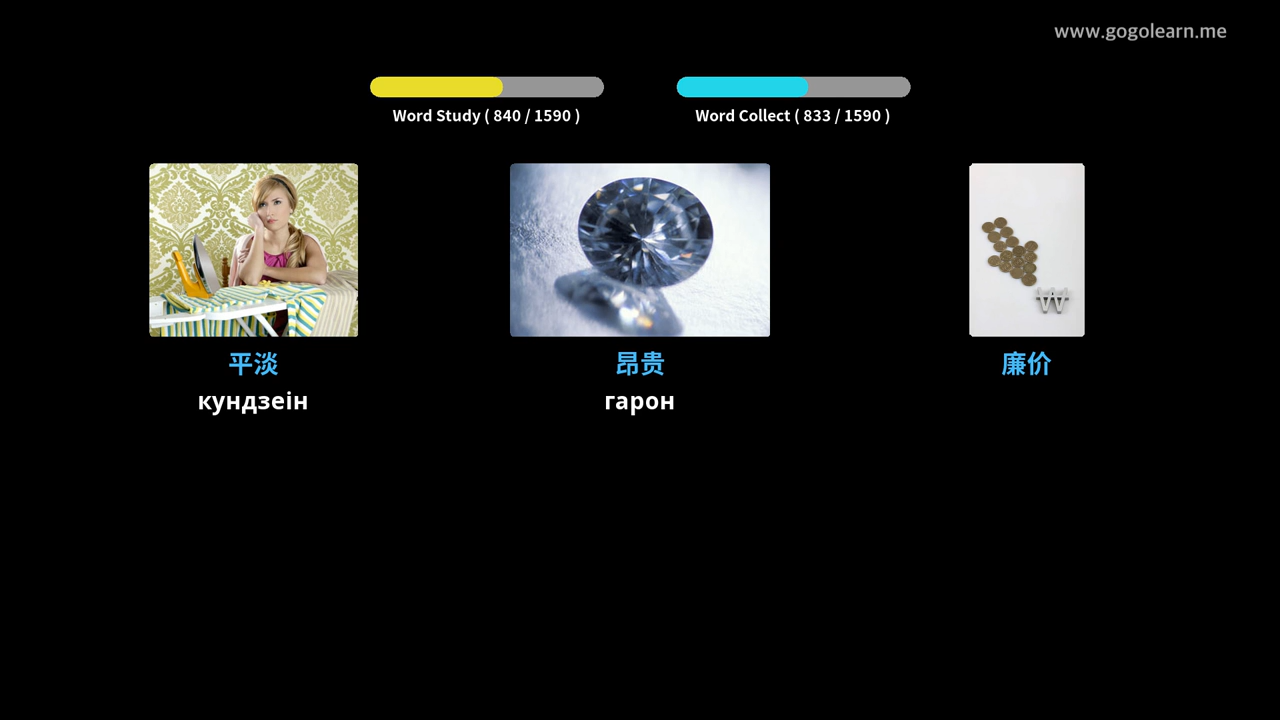 www.gogolearn.me
Word Study ( 840 / 1590 )
Word Collect ( 833 / 1590 )
平淡
昂贵
廉价
кундзеін
гарон
₩